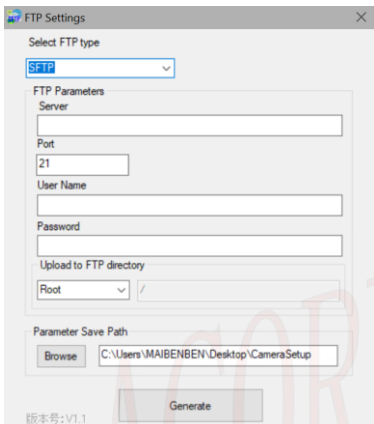 FTP Settings
Select FTP type
SFTP
FTP Parameters
Server
Port
21
User Name
Password
Upload to FTP directory
Root /
Parameter Save Path
Browse C:\Users\MAIBENBEN\Desktop\CameraSetup
Generate
版本号:V1.1